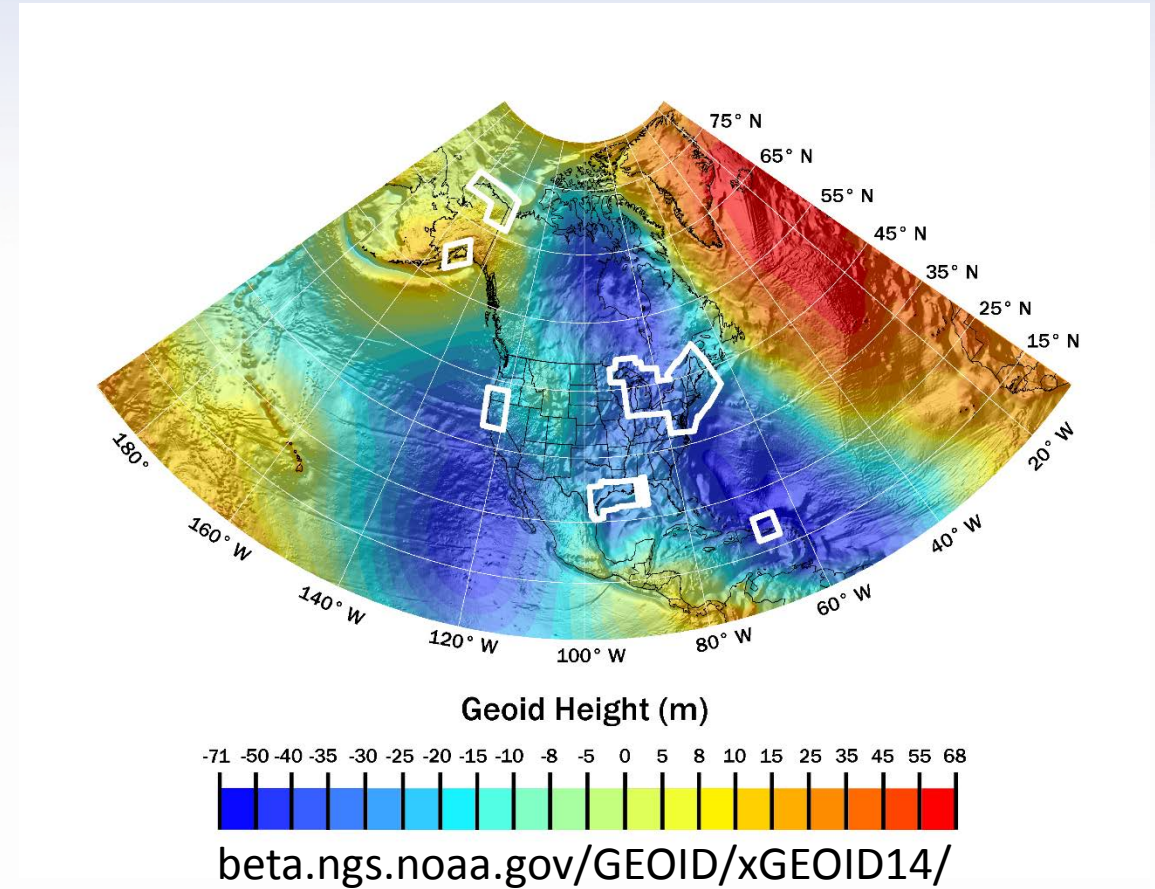 75° N
65° N
55° N
45° N
35° N
25° N
15° N
180°
160° W
140° W
120° W
100° W
80° W
60° W
40° W
20° W
Geoid Height (m)
-71 -50 -40 -35 -30 -25 -20 -15 -10 -8 -5 0 5 8 10 15 25 35 45 55 68
beta.ngs.noaa.gov/GEOID/xGEOID14/